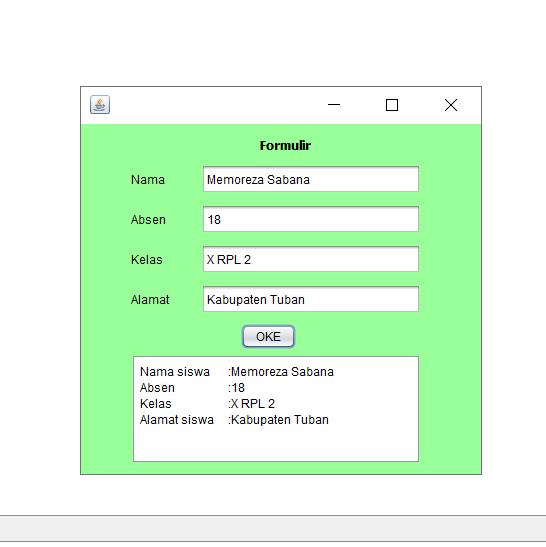 Formulir
Nama Memoreza Sabana
Absen 18
Kelas X RPL 2
Alamat Kabupaten Tuban
OKE
Nama siswa :Memoreza Sabana
Absen :18
Kelas :X RPL 2
Alamat siswa :Kabupaten Tuban